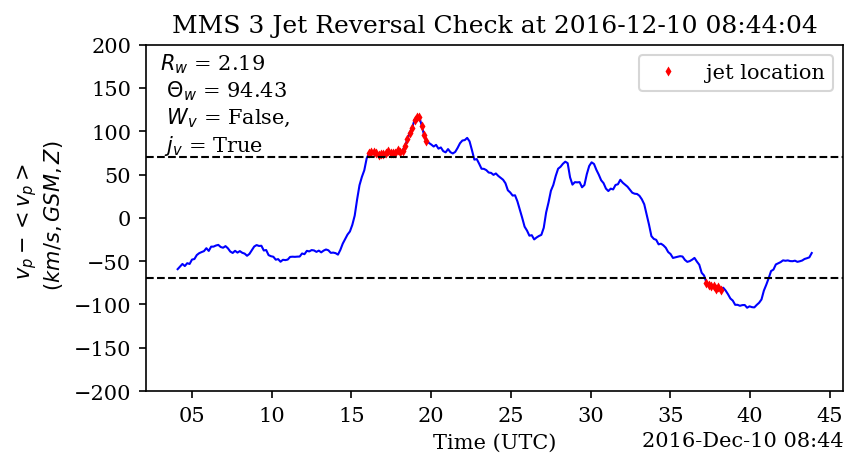 MMS 3 Jet Reversal Check at 2016-12-10 08:44:04
200
150
100
50
0
−50
−100
−150
−200
v_p − <v_p>
(km/s, GSM, Z)
R_w = 2.19
Θ_w = 94.43
W_v = False,
j_v = True
jet location
05 10 15 20 25 30 35 40 45
Time (UTC)
2016-Dec-10 08:44